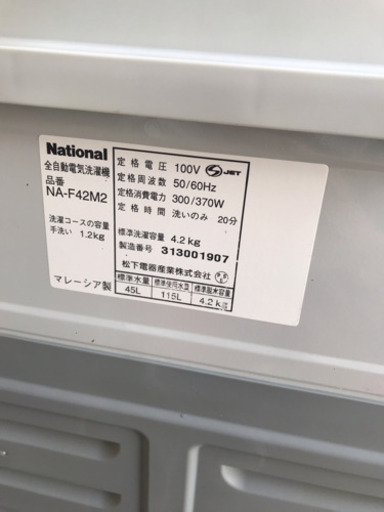 National
全自動電気洗濯機
品番
NA-F42M2
洗濯コースの容量
手洗い 1.2kg
マレーシア製
定格電圧 100V S JET
定格周波数 50/60Hz
定格消費電力 300/370W
定格時間 洗いのみ 20分
標準洗濯容量 4.2kg
製造番号 313001907
松下電器産業株式会社
標準水量 標準使用水量 標準脱水容量
45L 115L 4.2kg